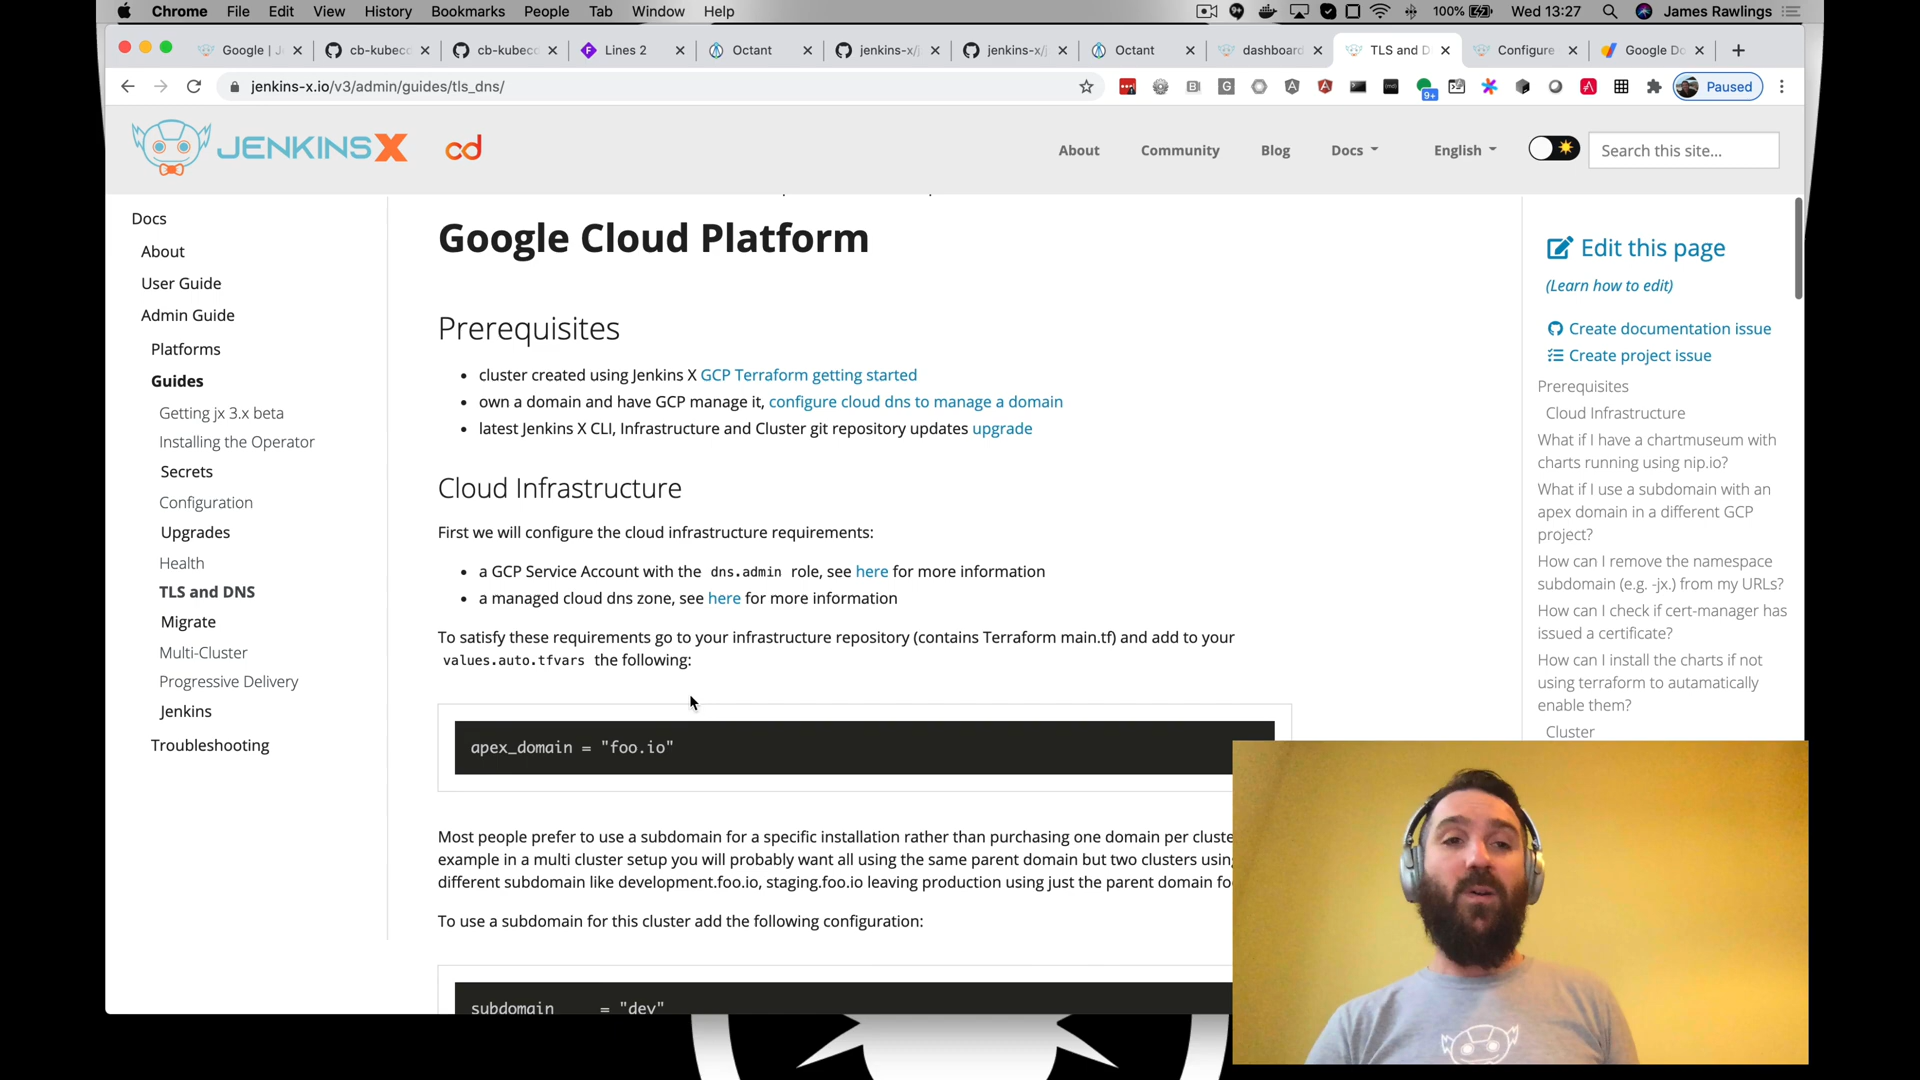 Chrome File Edit View History Bookmarks People Tab Window Help 100% Wed 13:27 James Rawlings
Google | J cb-kubecd cb-kubecd Lines 2 Octant jenkins-x/j jenkins-x/j Octant dashboard TLS and D Configure Google Do
jenkins-x.io/v3/admin/guides/tls_dns/ 9+ Paused
JENKINSX cd About Community Blog Docs English Search this site...
Docs
About
User Guide
Admin Guide
Platforms
Guides
Getting jx 3.x beta
Installing the Operator
Secrets
Configuration
Upgrades
Health
TLS and DNS
Migrate
Multi-Cluster
Progressive Delivery
Jenkins
Troubleshooting
Google Cloud Platform
Prerequisites
cluster created using Jenkins X GCP Terraform getting started
own a domain and have GCP manage it, configure cloud dns to manage a domain
latest Jenkins X CLI, Infrastructure and Cluster git repository updates upgrade
Cloud Infrastructure
First we will configure the cloud infrastructure requirements:
a GCP Service Account with the dns.admin role, see here for more information
a managed cloud dns zone, see here for more information
To satisfy these requirements go to your infrastructure repository (contains Terraform main.tf) and add to your
values.auto.tfvars the following:
apex_domain = "foo.io"
Most people prefer to use a subdomain for a specific installation rather than purchasing one domain per cluste
example in a multi cluster setup you will probably want all using the same parent domain but two clusters usin
different subdomain like development.foo.io, staging.foo.io leaving production using just the parent domain fo
To use a subdomain for this cluster add the following configuration:
subdomain = "dev"
Edit this page
(Learn how to edit)
Create documentation issue
Create project issue
Prerequisites
Cloud Infrastructure
What if I have a chartmuseum with
charts running using nip.io?
What if I use a subdomain with an
apex domain in a different GCP
project?
How can I remove the namespace
subdomain (e.g. -jx.) from my URLs?
How can I check if cert-manager has
issued a certificate?
How can I install the charts if not
using terraform to autamatically
enable them?
Cluster